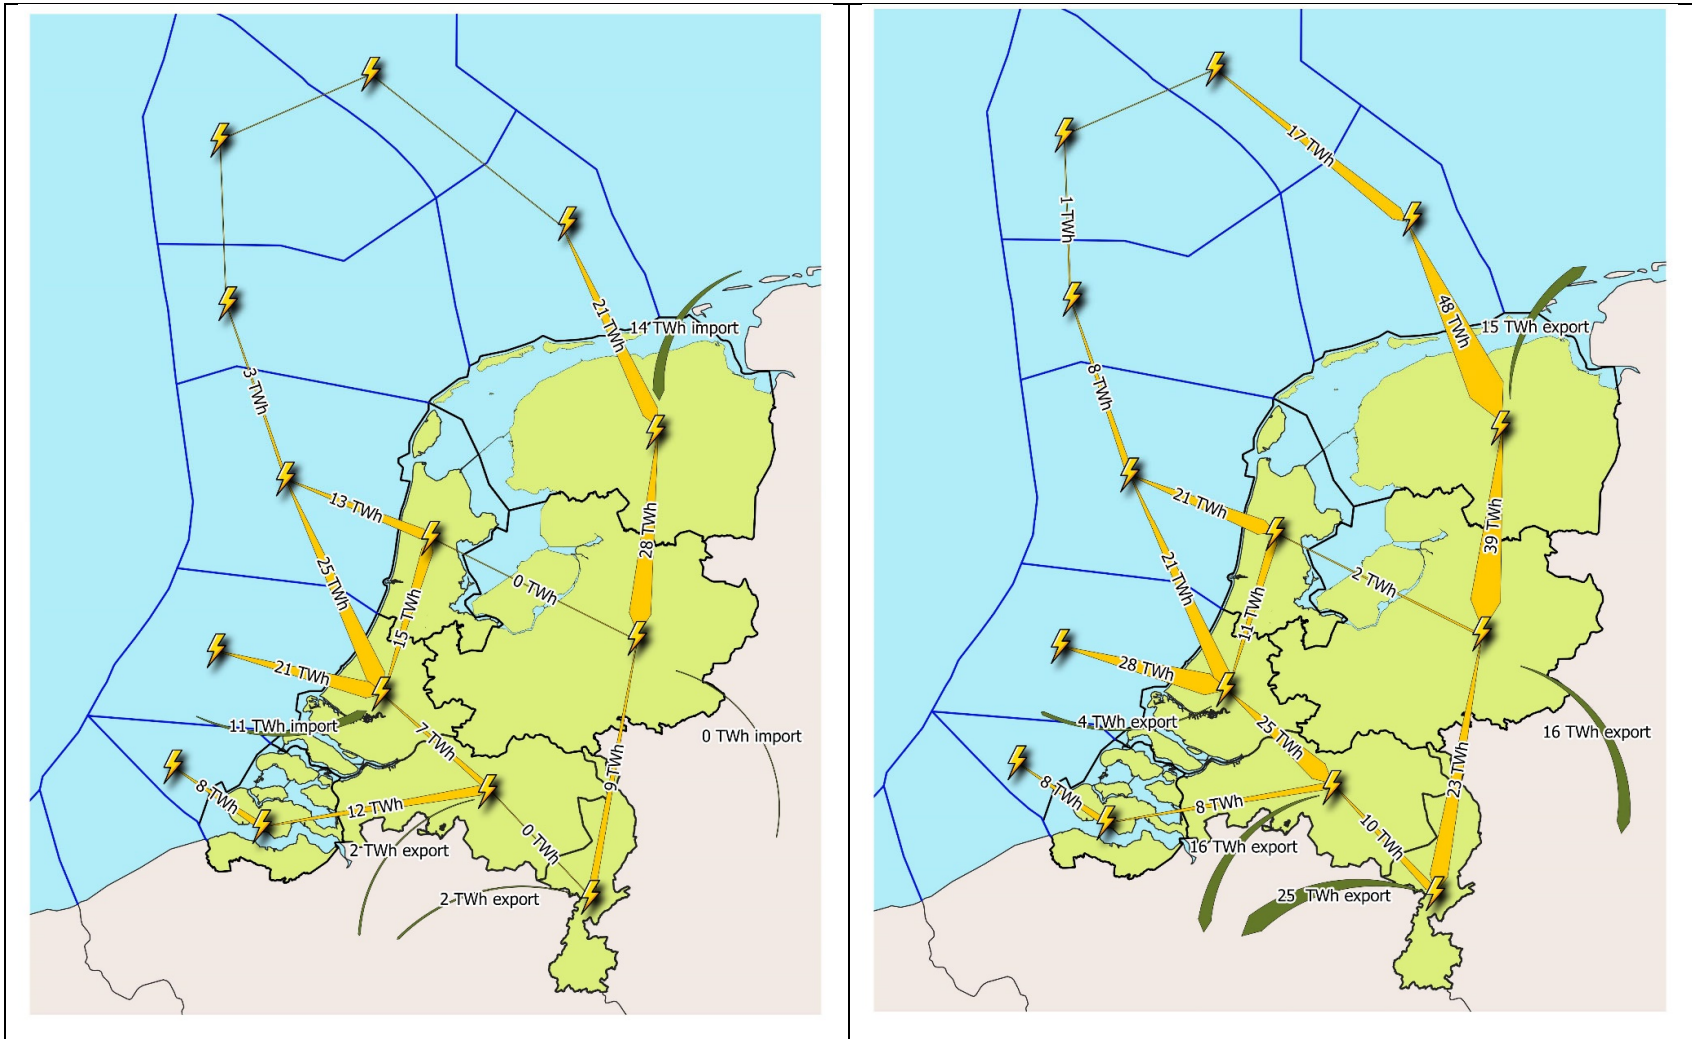 21 TWh
14 TWh import
3 TWh
13 TWh
28 TWh
25 TWh
0 TWh
15 TWh
21 TWh
11 TWh import
7 TWh
0 TWh import
9 TWh
8 TWh
12 TWh
0 TWh
2 TWh export
2 TWh export
17 TWh
1 TWh
48 TWh
15 TWh export
8 TWh
21 TWh
39 TWh
21 TWh
2 TWh
11 TWh
28 TWh
4 TWh export
25 TWh
16 TWh export
23 TWh
8 TWh
8 TWh
10 TWh
16 TWh export
25 TWh export